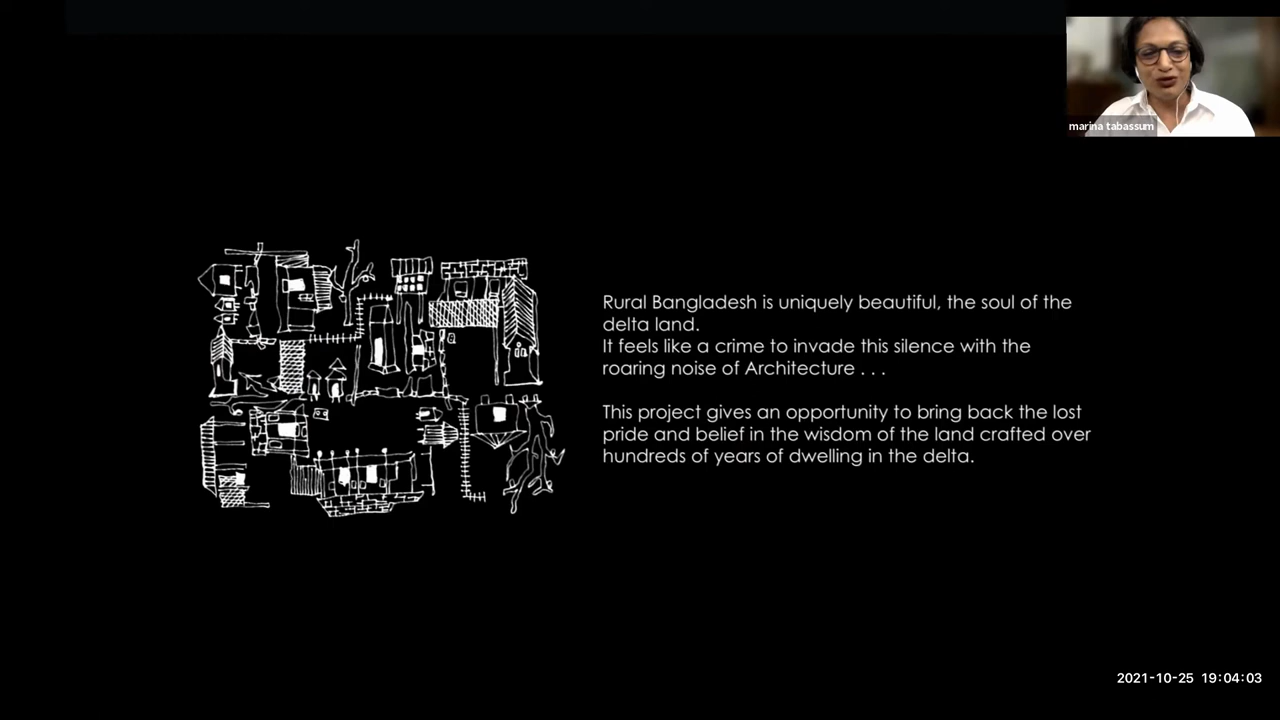 marina tabassum
Rural Bangladesh is uniquely beautiful, the soul of the
delta land.
It feels like a crime to invade this silence with the
roaring noise of Architecture . . .
This project gives an opportunity to bring back the lost
pride and belief in the wisdom of the land crafted over
hundreds of years of dwelling in the delta.
2021-10-25 19:04:03